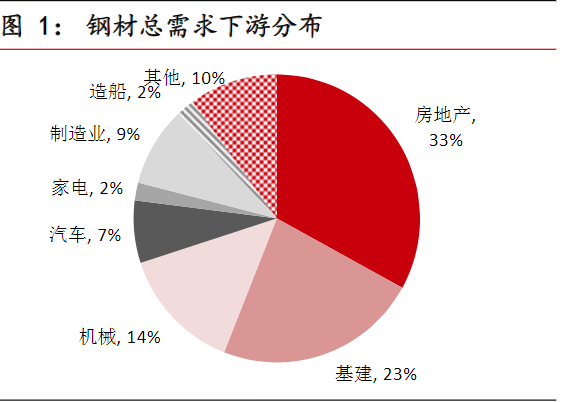 图 1： 钢材总需求下游分布
其他, 10%
造船, 2%
房地产,
33%
制造业, 9%
家电, 2%
汽车, 7%
机械, 14%
基建, 23%